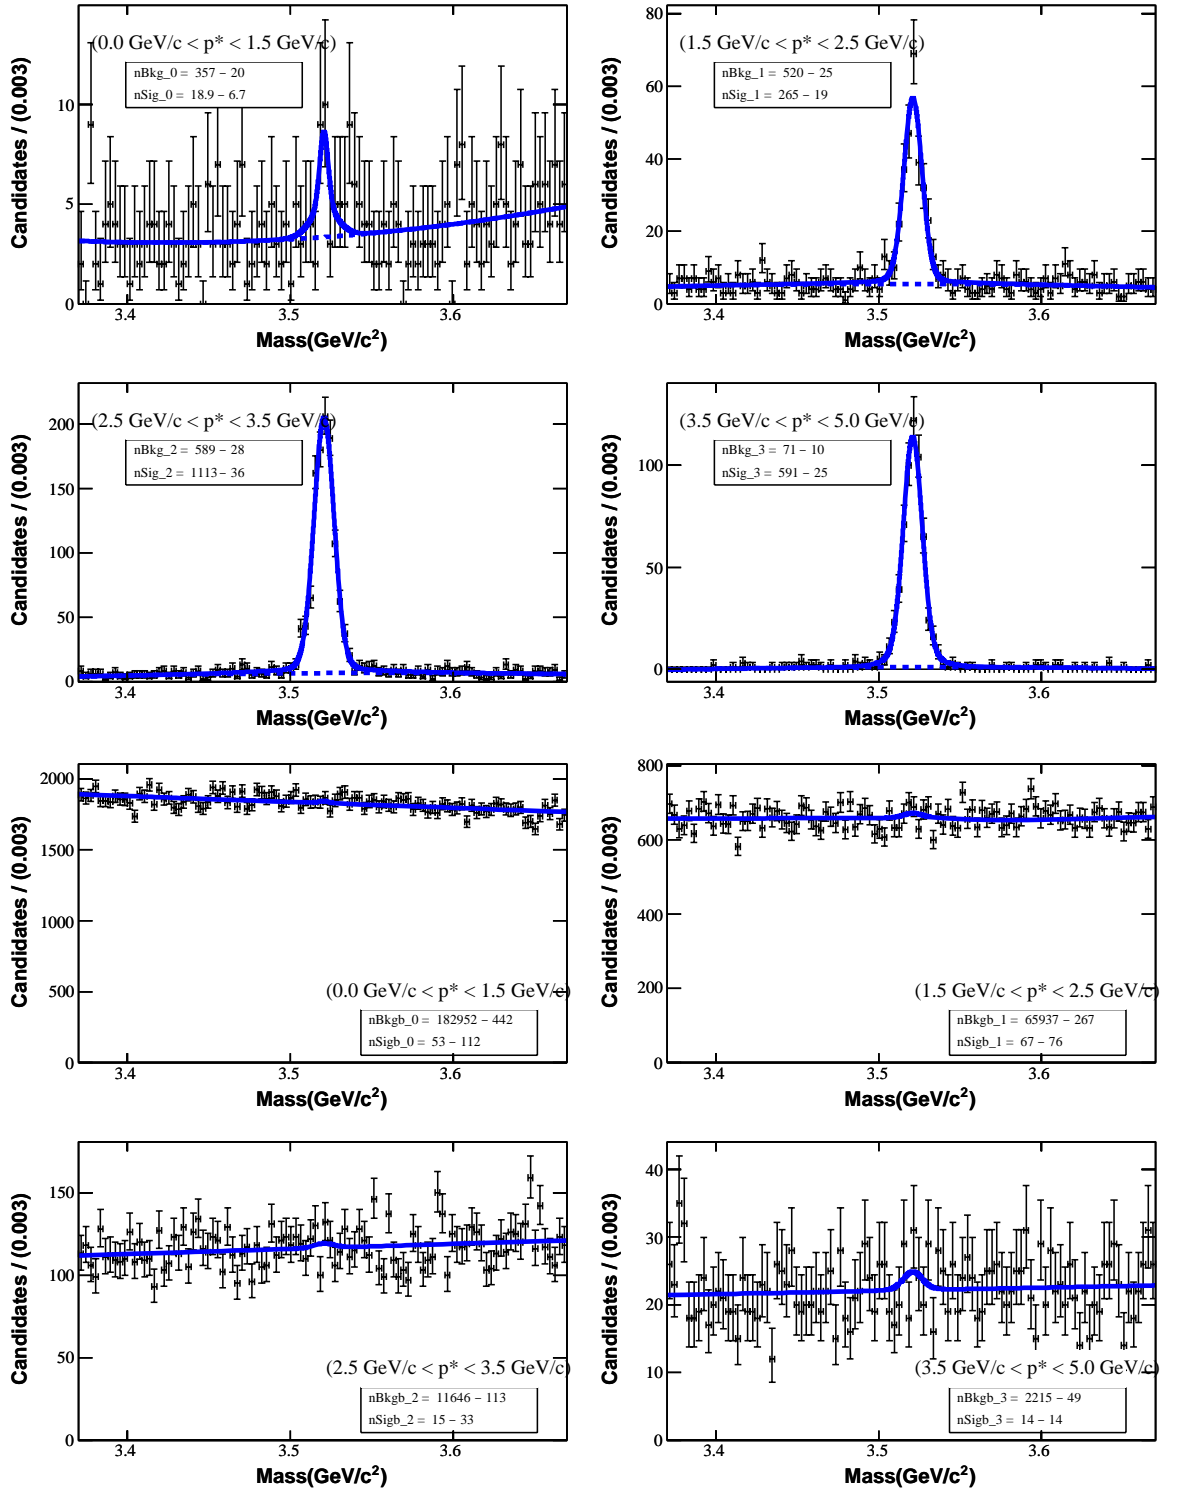 (0.0 GeV/c < p* < 1.5 GeV/c)
nBkg_0 = 357 – 20
nSig_0 = 18.9 – 6.7
Candidates / (0.003)
10
5
0
3.4 3.5 3.6
Mass(GeV/c²)
(1.5 GeV/c < p* < 2.5 GeV/c)
nBkg_1 = 520 – 25
nSig_1 = 265 – 19
Candidates / (0.003)
80
60
40
20
0
3.4 3.5 3.6
Mass(GeV/c²)
(2.5 GeV/c < p* < 3.5 GeV/c)
nBkg_2 = 589 – 28
nSig_2 = 1113 – 36
Candidates / (0.003)
200
150
100
50
0
3.4 3.5 3.6
Mass(GeV/c²)
(3.5 GeV/c < p* < 5.0 GeV/c)
nBkg_3 = 71 – 10
nSig_3 = 591 – 25
Candidates / (0.003)
100
50
0
3.4 3.5 3.6
Mass(GeV/c²)
2000
1500
1000
500
0
Candidates / (0.003)
(0.0 GeV/c < p* < 1.5 GeV/c)
nBkgb_0 = 182952 – 442
nSigb_0 = 53 – 112
3.4 3.5 3.6
Mass(GeV/c²)
800
600
400
200
0
Candidates / (0.003)
(1.5 GeV/c < p* < 2.5 GeV/c)
nBkgb_1 = 65937 – 267
nSigb_1 = 67 – 76
3.4 3.5 3.6
Mass(GeV/c²)
150
100
50
0
Candidates / (0.003)
(2.5 GeV/c < p* < 3.5 GeV/c)
nBkgb_2 = 11646 – 113
nSigb_2 = 15 – 33
3.4 3.5 3.6
Mass(GeV/c²)
40
30
20
10
0
Candidates / (0.003)
(3.5 GeV/c < p* < 5.0 GeV/c)
nBkgb_3 = 2215 – 49
nSigb_3 = 14 – 14
3.4 3.5 3.6
Mass(GeV/c²)